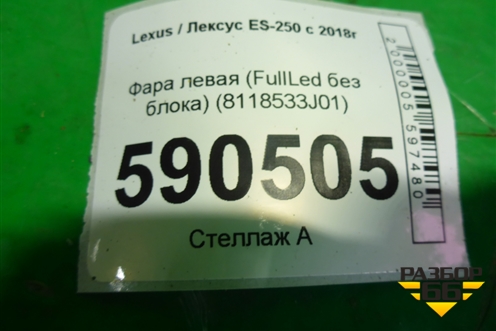 Lexus / Лексус ES-250 с 2018г
Фара левая (FullLed без
блока) (8118533J01)
590505
Стеллаж А
2000005597480
РАЗБОР
66